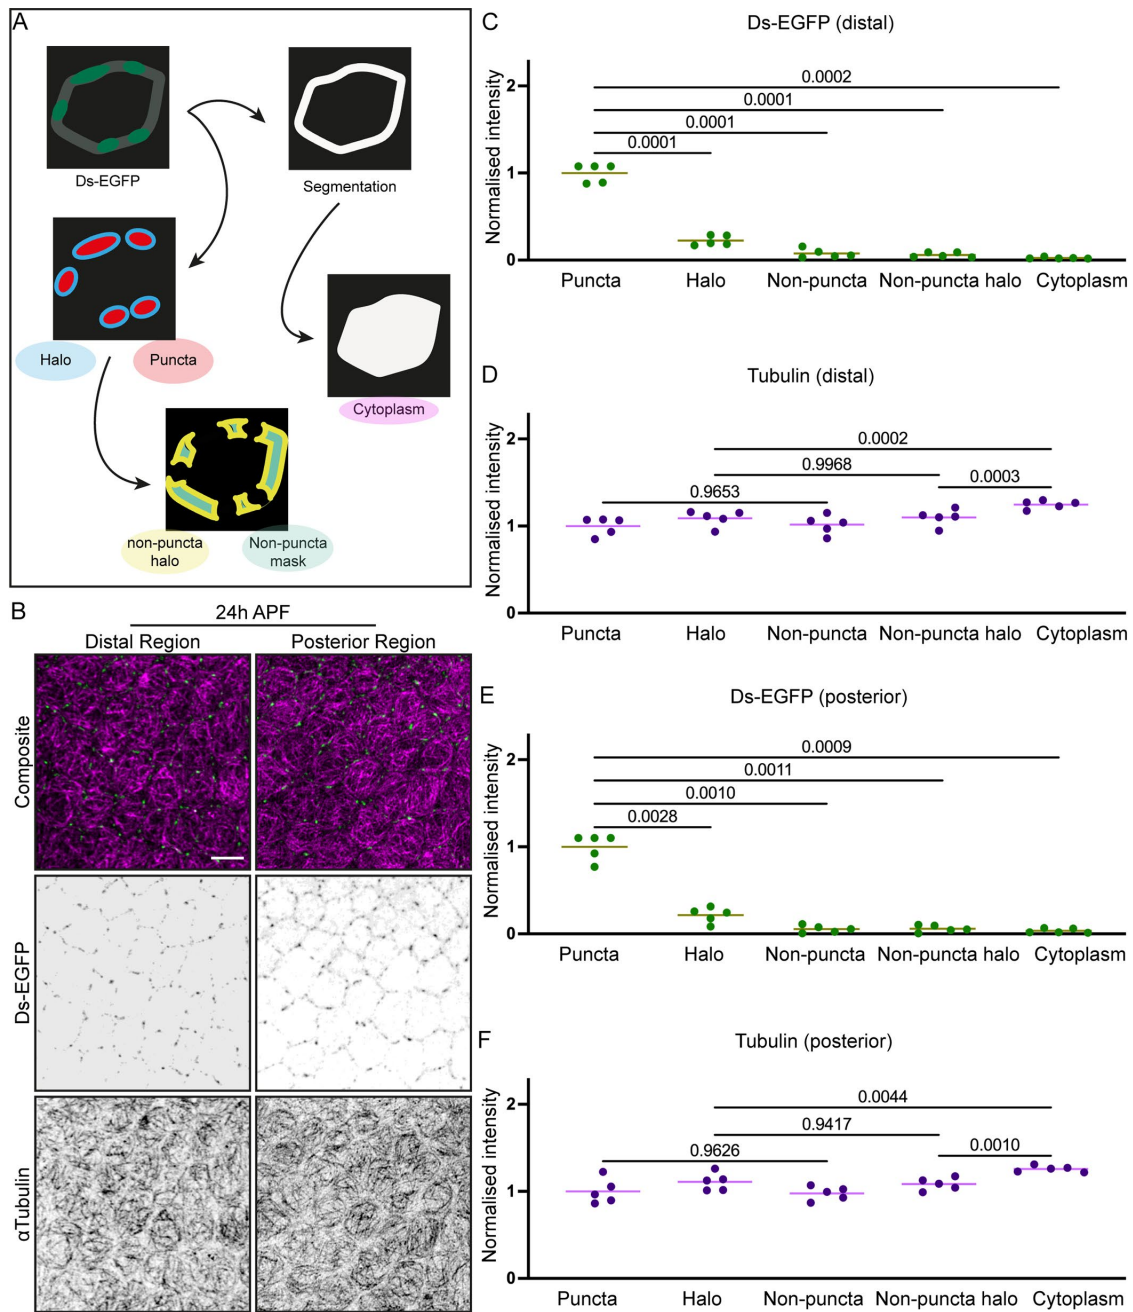 A
Ds-EGFP
Segmentation
Halo
Puncta
Cytoplasm
non-puncta
halo
Non-puncta
mask
B
24h APF
Distal Region
Posterior Region
Composite
Ds-EGFP
αTubulin
C
Ds-EGFP (distal)
Normalised intensity
2
1
0
0.0002
0.0001
0.0001
0.0001
Puncta
Halo
Non-puncta
Non-puncta halo
Cytoplasm
D
Tubulin (distal)
Normalised intensity
2
1
0
0.0002
0.9968
0.0003
0.9653
Puncta
Halo
Non-puncta
Non-puncta halo
Cytoplasm
E
Ds-EGFP (posterior)
Normalised intensity
2
1
0
0.0009
0.0011
0.0010
0.0028
Puncta
Halo
Non-puncta
Non-puncta halo
Cytoplasm
F
Tubulin (posterior)
Normalised intensity
2
1
0
0.0044
0.9417
0.0010
0.9626
Puncta
Halo
Non-puncta
Non-puncta halo
Cytoplasm